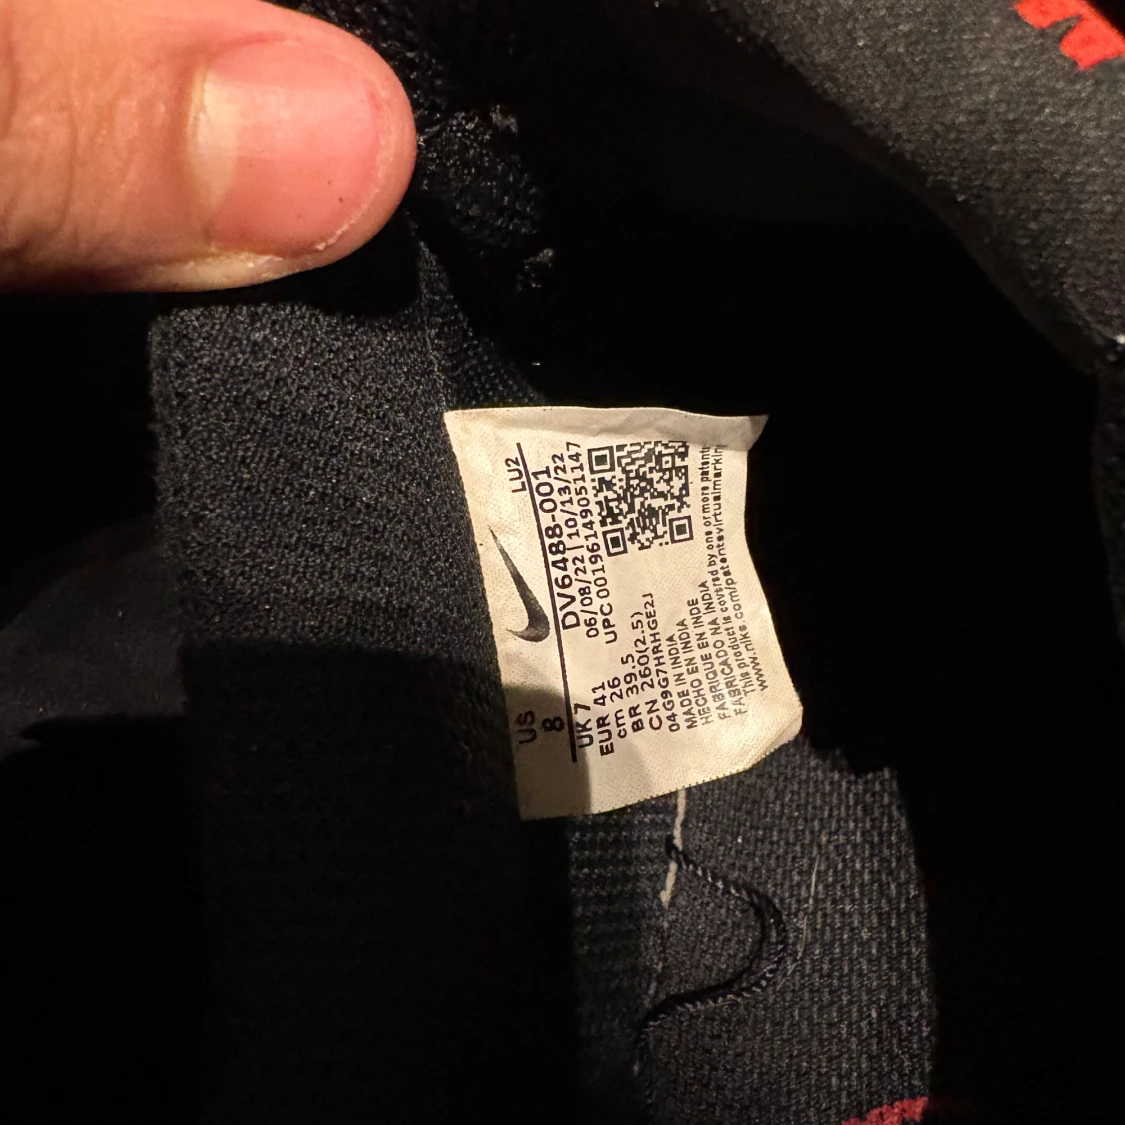 LU2
DV6488-001
06/08/22 | 10/13/22
UPC 00196149051147
US
8
UK 7
EUR 41
cm 26
BR 39.5
CN 260(2.5)
04G9G7HRHGE2J
MADE IN INDIA
HECHO EN INDIA
FABRIQUE EN INDE
FABRICADO NA INDIA
FABRICADO
This product is covered by one or more patents
www.nike.com/patentsvirtualmarkin